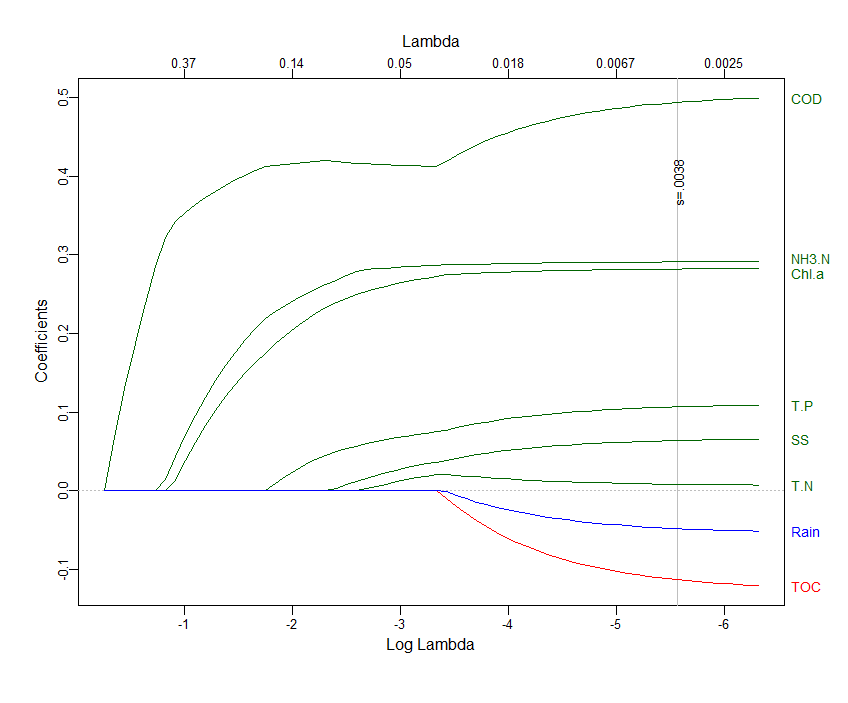 Lambda
0.37 0.14 0.05 0.018 0.0067 0.0025
0.5
0.4
0.3
0.2
0.1
0.0
-0.1
Coefficients
s=.0038
COD
NH3.N
Chl.a
T.P
SS
T.N
Rain
TOC
-1 -2 -3 -4 -5 -6
Log Lambda